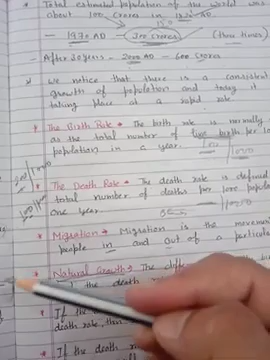 * Total estimated population of the world was
about 100 crores in 1820 AD
- 1970 AD - 300 crores (three times)
- After 30 years - 2000 AD - 600 crores
* we notice that there is a consistent
growth of population and today it
taking place at a rapid rate
* The Birth Rate * The birth rate is normally
as the total number of live birth per 100
population in a year.
* The Death Rate * The death rate is defined
total number of deaths per 1000 popula
one year.
* Migration * Migration is the moveme
people in and out of a particul
* Natural Growth * The diff
the death
* If the
death rate, then
* If the death